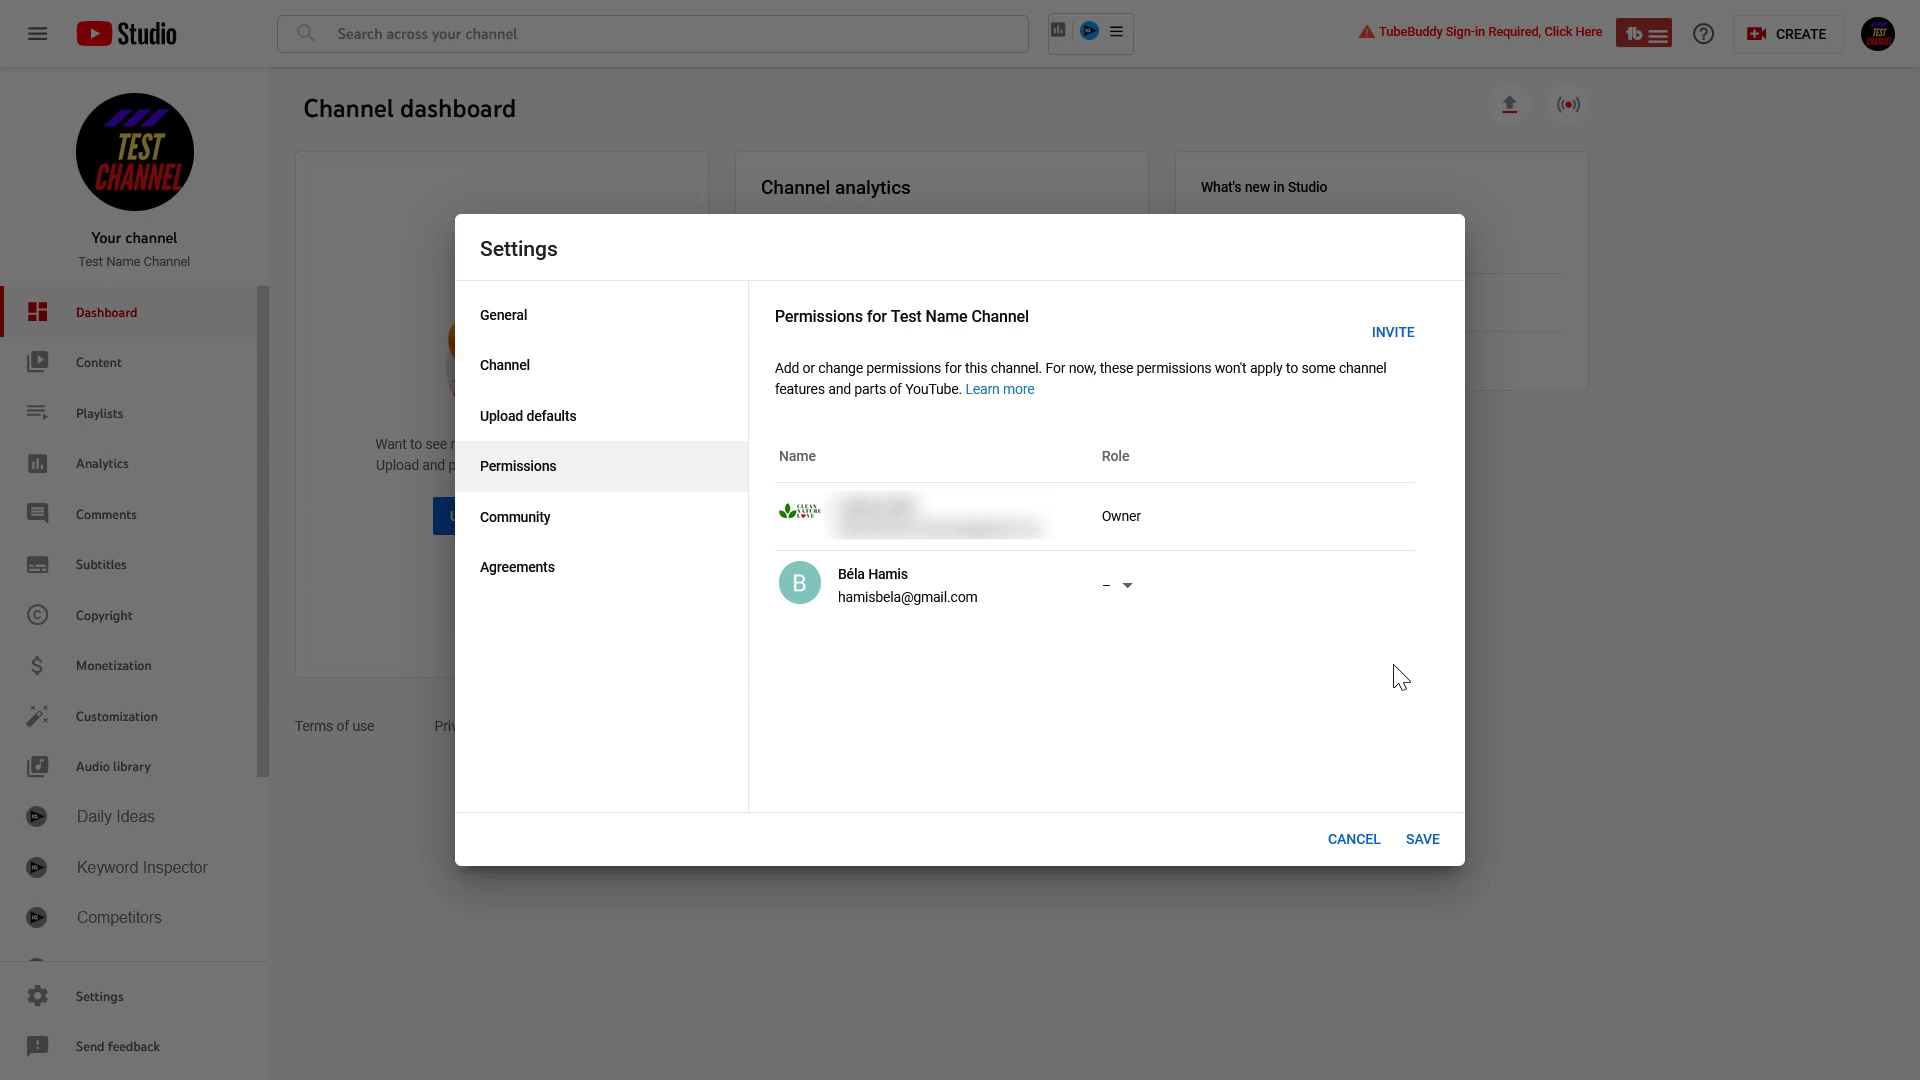 Studio
Search across your channel
TubeBuddy Sign-in Required, Click Here
CREATE
TEST
CHANNEL
TEST
CHANNEL
Your channel
Test Name Channel
Dashboard
Content
Playlists
Analytics
Comments
Subtitles
Copyright
Monetization
Customization
Audio library
Daily Ideas
Keyword Inspector
Competitors
Settings
Send feedback
Channel dashboard
Channel analytics
What's new in Studio
Want to see
Upload and
Terms of use
Settings
General
Channel
Upload defaults
Permissions
Community
Agreements
Permissions for Test Name Channel
INVITE
Add or change permissions for this channel. For now, these permissions won't apply to some channel
features and parts of YouTube. Learn more
Name Role
CLEAN
NATURE
LOVE
Owner
B
Béla Hamis
hamisbela@gmail.com
–
CANCEL SAVE